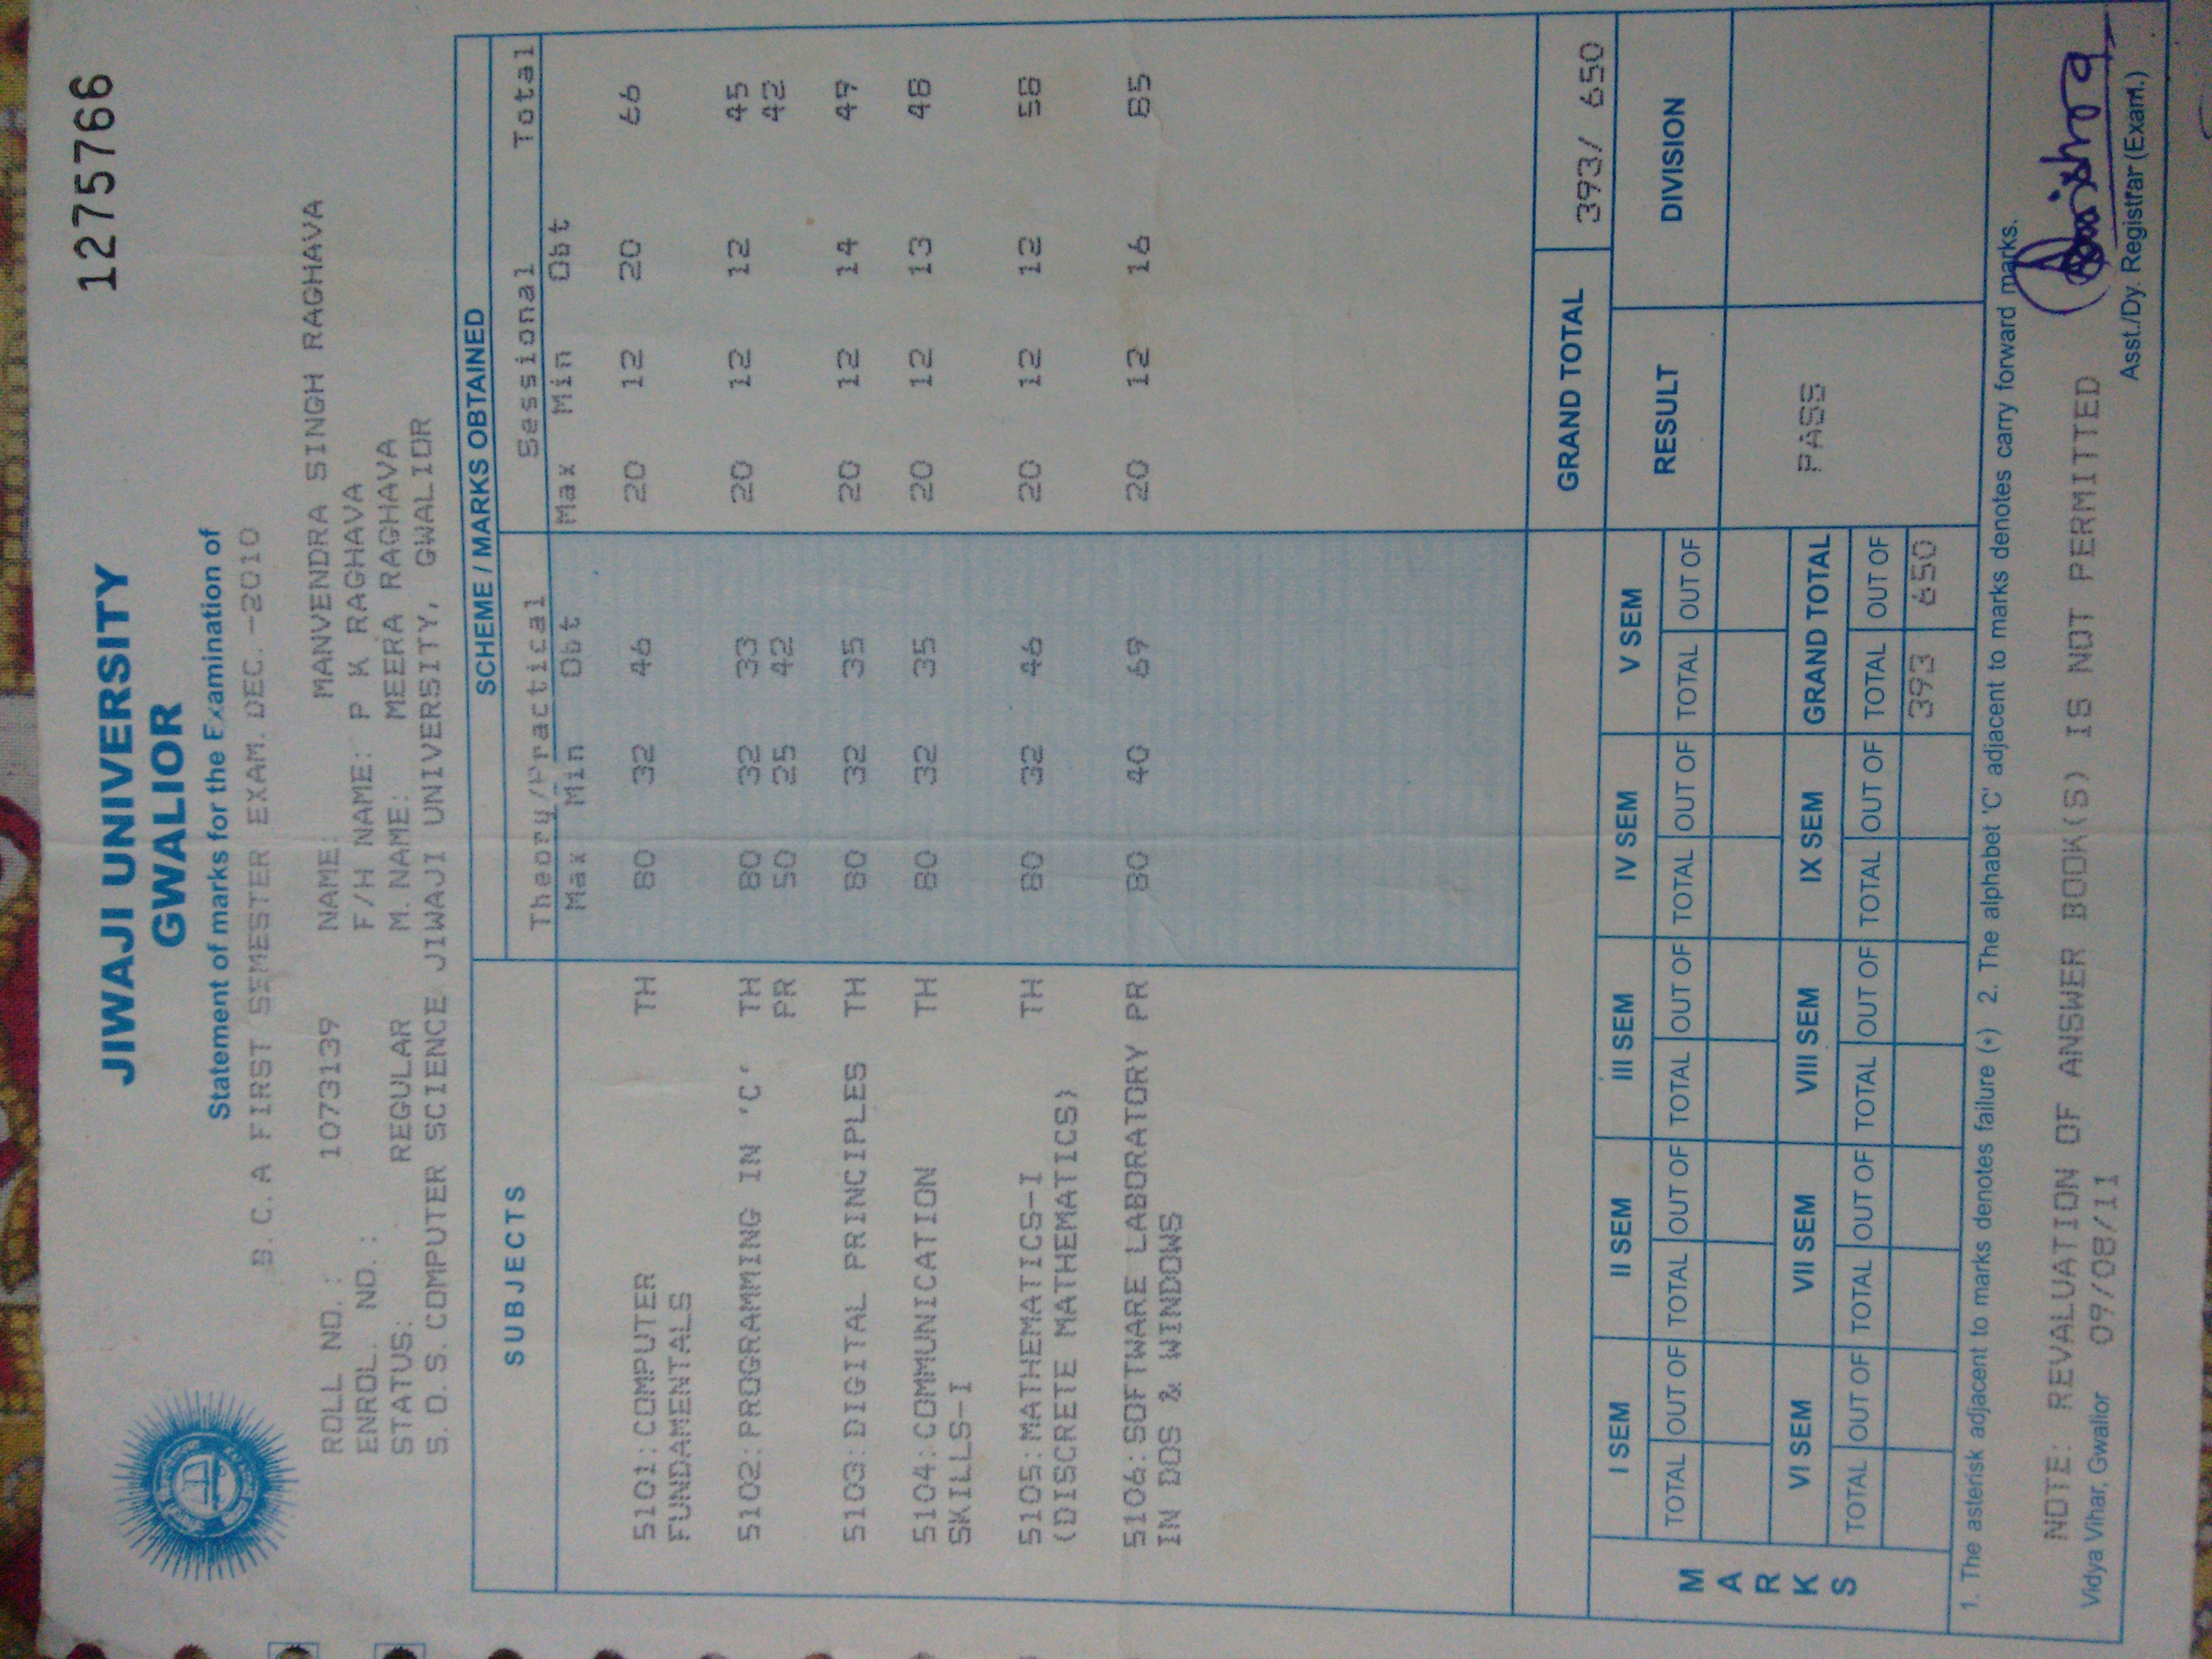 1275766
JIWAJI UNIVERSITY
GWALIOR
Statement of marks for the Examination of
B.C.A FIRST SEMESTER EXAM. DEC.-2010
ROLL NO.: 1073139 NAME: MANVENDRA SINGH RAGHAVA
ENROL. NO.: F/H NAME: P K RAGHAVA
STATUS: REGULAR M.NAME: MEERA RAGHAVA
S.O.S.COMPUTER SCIENCE JIWAJI UNIVERSITY, GWALIOR
SUBJECTS SCHEME / MARKS OBTAINED
Theory/Practical Sessional Total
Max Min Obt Max Min Obt
5101:COMPUTER TH 80 32 46 20 12 20 66
FUNDAMENTALS
5102:PROGRAMMING IN 'C' TH 80 32 33 20 12 12 45
PR 50 25 42 42
5103:DIGITAL PRINCIPLES TH 80 32 35 20 12 14 49
5104:COMMUNICATION TH 80 32 35 20 12 13 48
SKILLS-I
5105:MATHEMATICS-I TH 80 32 46 20 12 12 58
(DISCRETE MATHEMATICS)
5106:SOFTWARE LABORATORY PR 80 40 69 20 12 16 85
IN DOS & WINDOWS
GRAND TOTAL 393/ 650
MARKS
I SEM II SEM III SEM IV SEM V SEM RESULT DIVISION
TOTAL OUT OF TOTAL OUT OF TOTAL OUT OF TOTAL OUT OF TOTAL OUT OF
PASS
VI SEM VII SEM VIII SEM IX SEM GRAND TOTAL
TOTAL OUT OF TOTAL OUT OF TOTAL OUT OF TOTAL OUT OF TOTAL OUT OF
393 650
1. The asterisk adjacent to marks denotes failure (*) 2. The alphabet 'C' adjacent to marks denotes carry forward marks.
NOTE: REVALUATION OF ANSWER BOOK(S) IS NOT PERMITTED
Vidya Vihar, Gwalior 09/08/11
Asst./Dy. Registrar (Exam.)